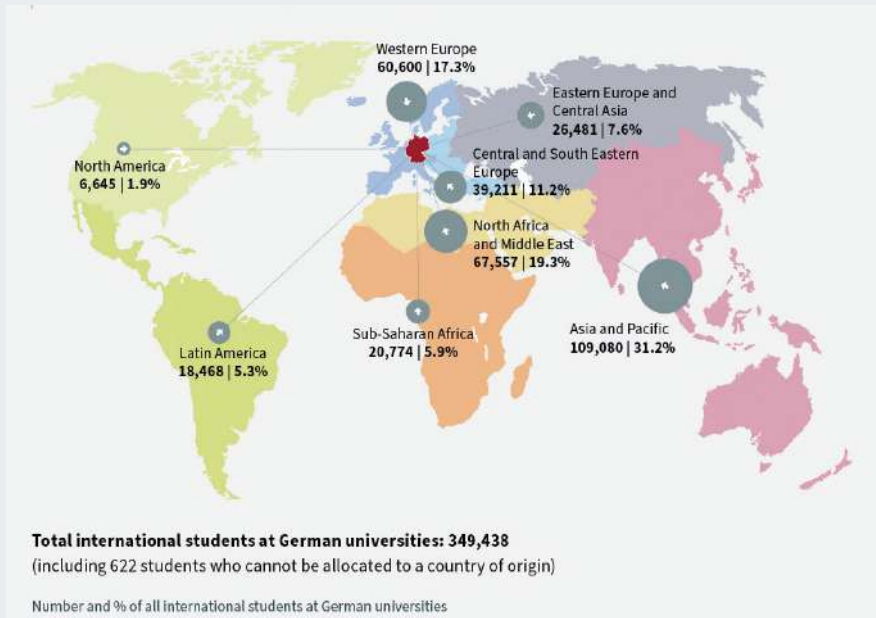 Western Europe
60,600 | 17.3%
Eastern Europe and
Central Asia
26,481 | 7.6%
North America
6,645 | 1.9%
Central and South Eastern
Europe
39,211 | 11.2%
North Africa
and Middle East
67,557 | 19.3%
Asia and Pacific
109,080 | 31.2%
Sub-Saharan Africa
20,774 | 5.9%
Latin America
18,468 | 5.3%
Total international students at German universities: 349,438
(including 622 students who cannot be allocated to a country of origin)
Number and % of all international students at German universities